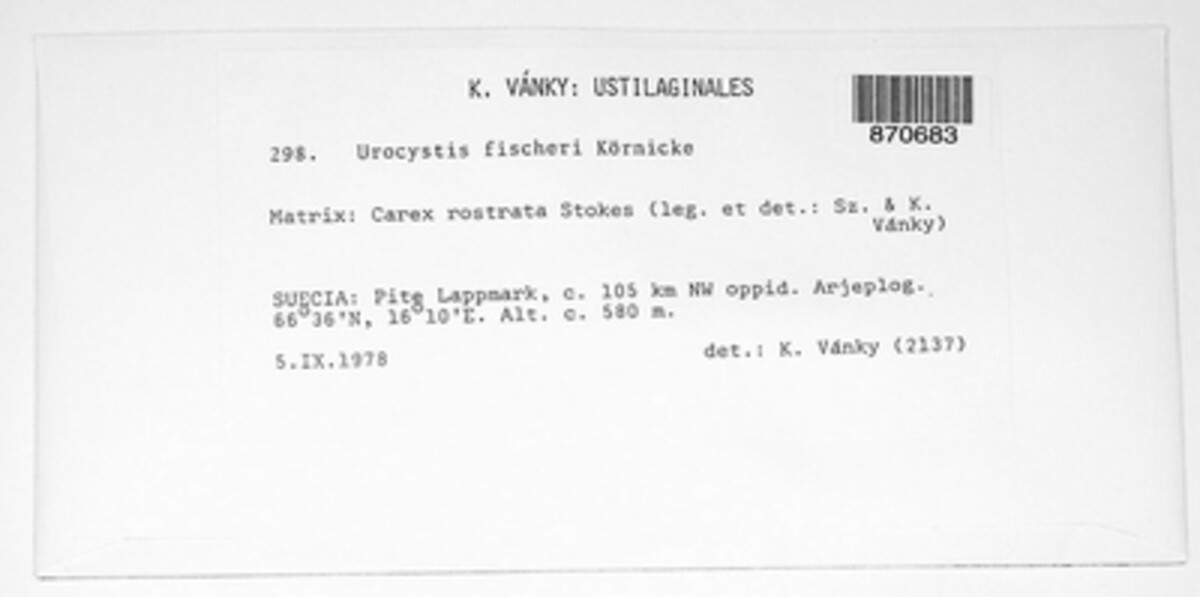 K. VÁNKY: USTILAGINALES
870683
298. Urocystis fischeri Körnicke
Matrix: Carex rostrata Stokes (leg. et det.: Sz. & K.
Vánky)
SUECIA: Pite Lappmark, c. 105 km NW oppid. Arjeplog.
66°36'N, 16°10'E. Alt. c. 580 m.
5.IX.1978 det.: K. Vánky (2137)